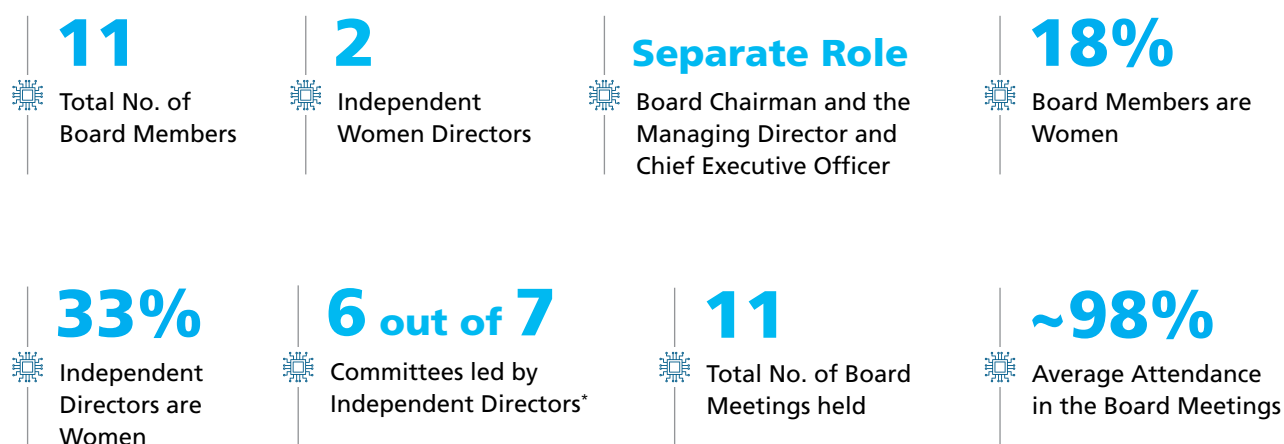 11
Total No. of
Board Members
2
Independent
Women Directors
Separate Role
Board Chairman and the
Managing Director and
Chief Executive Officer
18%
Board Members are
Women
33%
Independent
Directors are
Women
6 out of 7
Committees led by
Independent Directors*
11
Total No. of Board
Meetings held
~98%
Average Attendance
in the Board Meetings